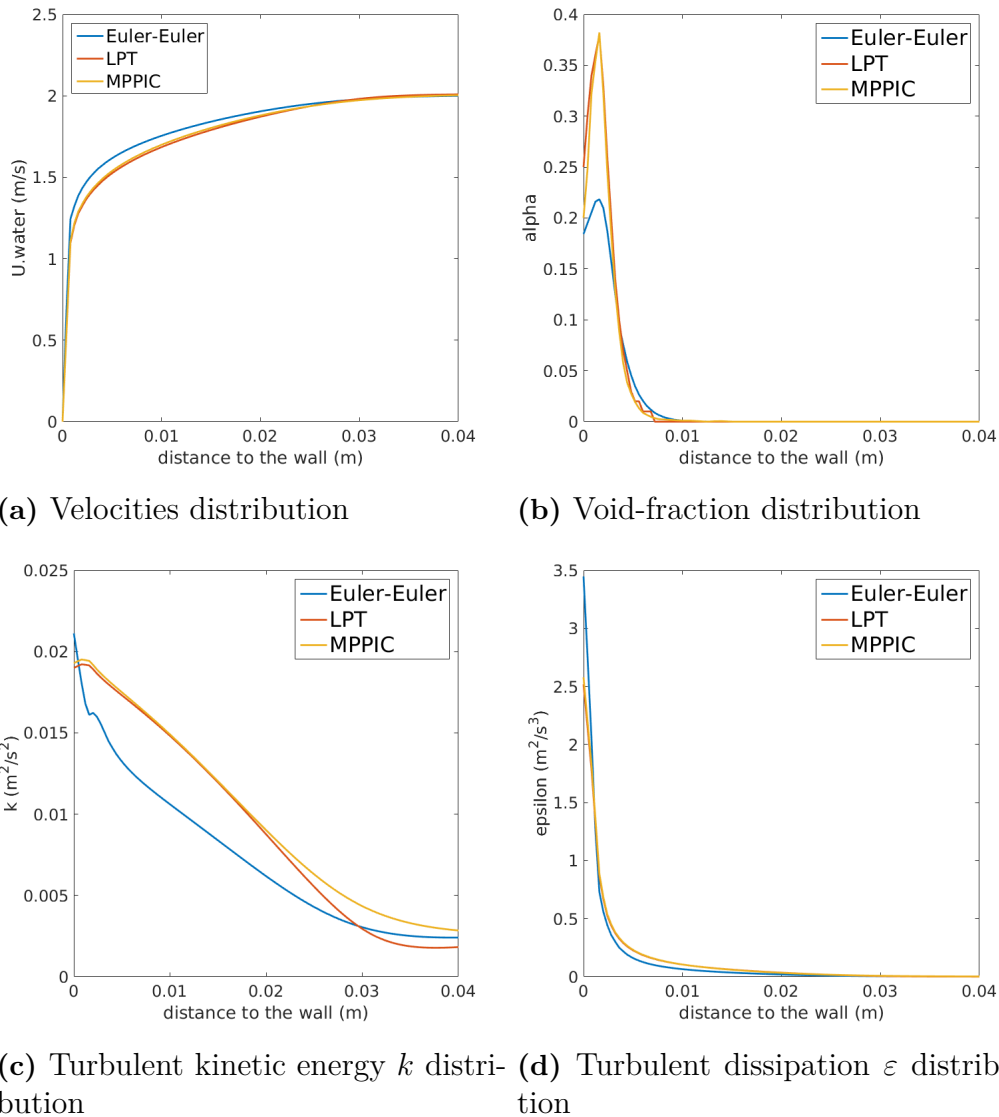 2.5
2
1.5
1
0.5
0
U.water (m/s)
Euler-Euler
LPT
MPPIC
0 0.01 0.02 0.03 0.04
distance to the wall (m)
0.4
0.35
0.3
0.25
0.2
0.15
0.1
0.05
0
alpha
Euler-Euler
LPT
MPPIC
0 0.01 0.02 0.03 0.04
distance to the wall (m)
(a) Velocities distribution
(b) Void-fraction distribution
0.025
0.02
0.015
0.01
0.005
0
k (m²/s²)
Euler-Euler
LPT
MPPIC
0 0.01 0.02 0.03 0.04
distance to the wall (m)
3.5
3
2.5
2
1.5
1
0.5
0
epsilon (m²/s³)
Euler-Euler
LPT
MPPIC
0 0.01 0.02 0.03 0.04
distance to the wall (m)
(c) Turbulent kinetic energy k distri-
bution
(d) Turbulent dissipation ε distrib
tion